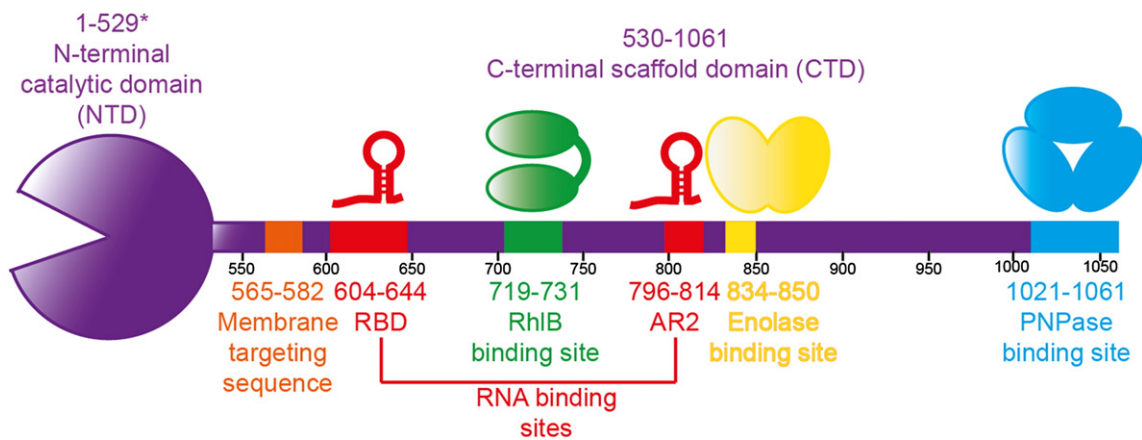 1-529*
N-terminal
catalytic domain
(NTD)
530-1061
C-terminal scaffold domain (CTD)
550 600 650 700 750 800 850 900 950 1000 1050
565-582
Membrane
targeting
sequence
604-644
RBD
719-731
RhlB
binding site
796-814
AR2
834-850
Enolase
binding site
1021-1061
PNPase
binding site
RNA binding
sites